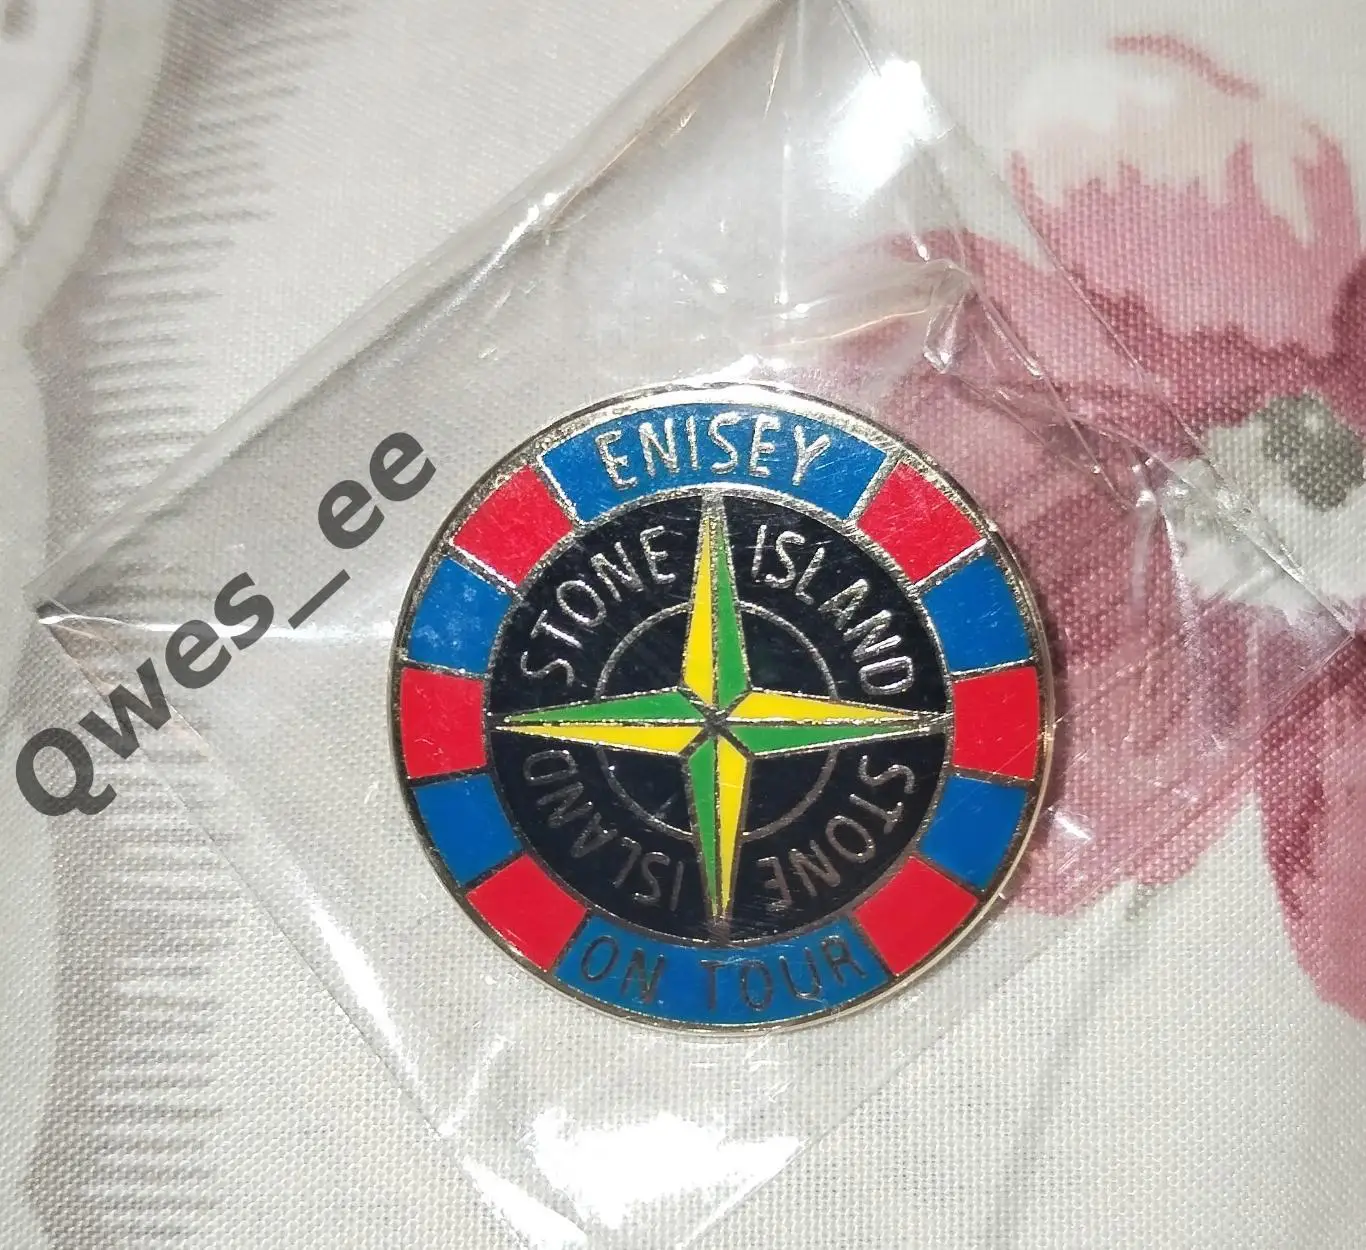 ENISEY
STONE ISLAND
STONE ISLAND
ON TOUR
Qwes_ee